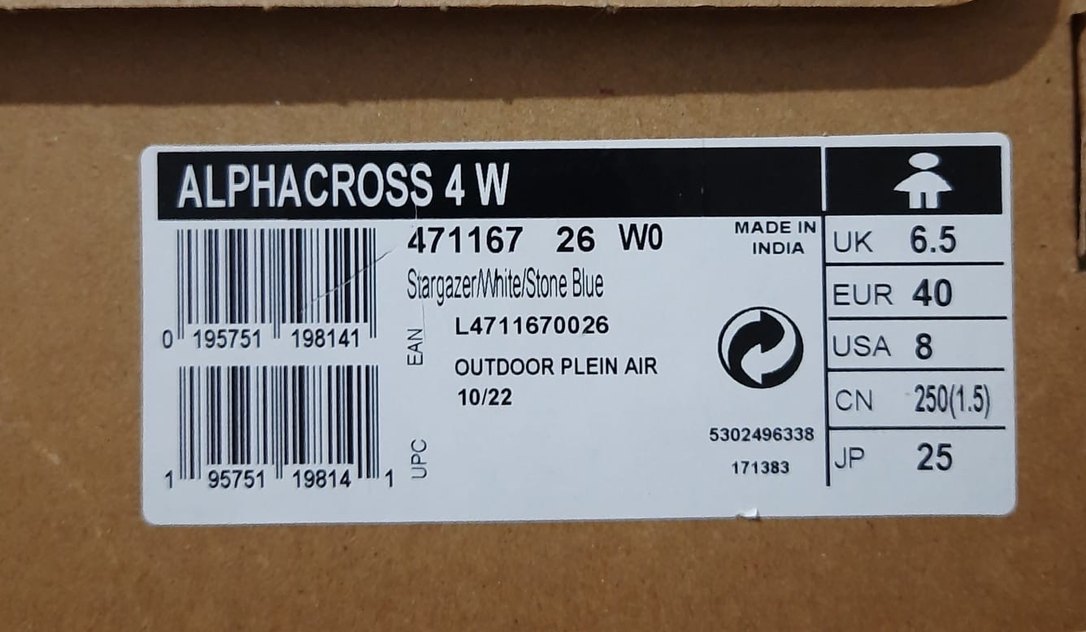 ALPHACROSS 4 W
471167 26 W0
MADE IN
INDIA
Stargazer/White/Stone Blue
0 195751 198141
EAN
L4711670026
OUTDOOR PLEIN AIR
10/22
1 95751 19814 1
UPC
5302496338
171383
UK 6.5
EUR 40
USA 8
CN 250(1.5)
JP 25